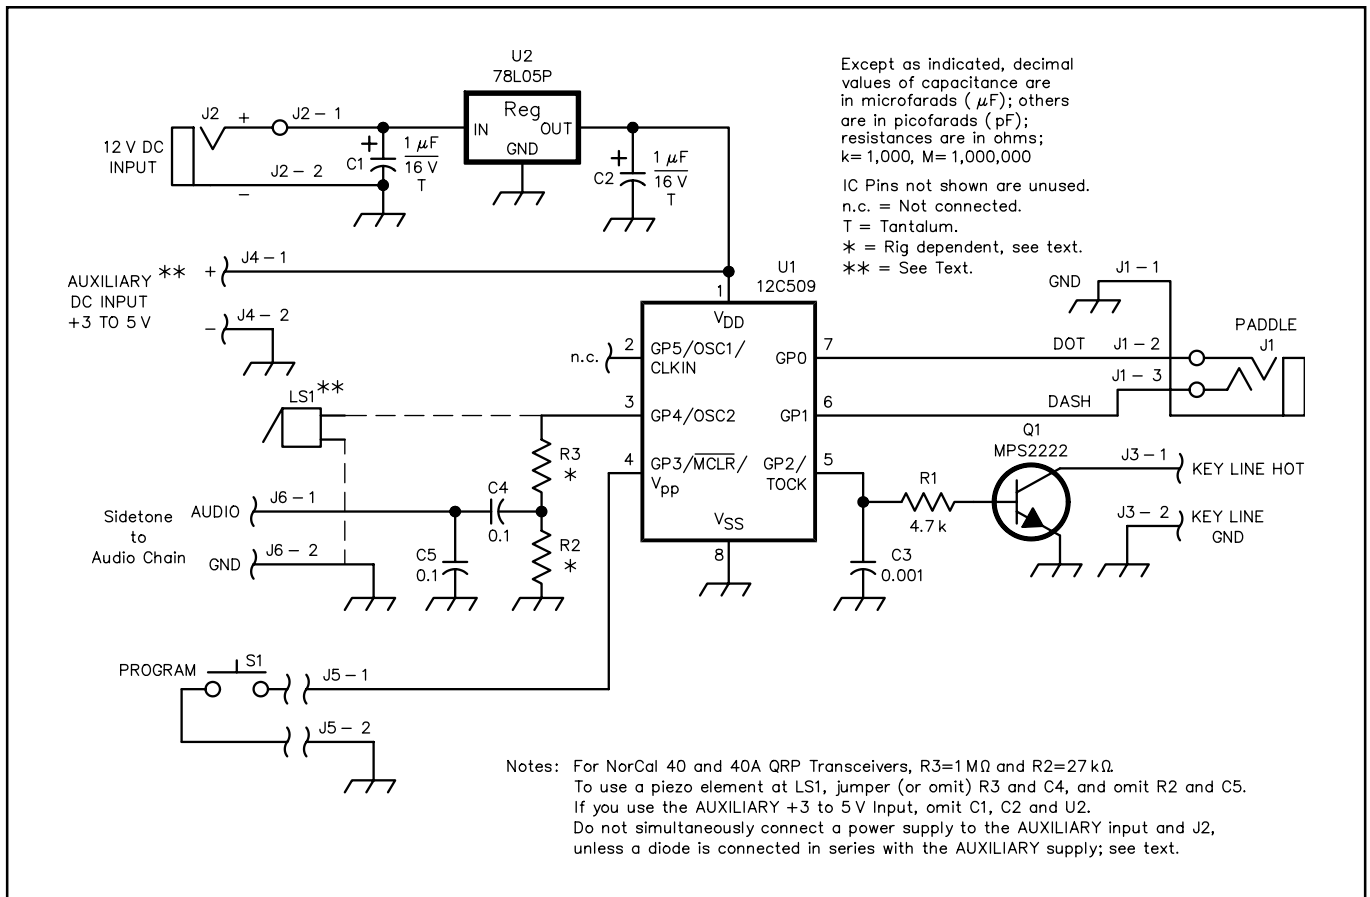 U2
78L05P
Reg
IN
OUT
GND
J2
+
J2-1
12 V DC
INPUT
J2-2
−
+
C1
1 µF
16 V
T
+
C2
1 µF
16 V
T
Except as indicated, decimal
values of capacitance are
in microfarads ( µF); others
are in picofarads ( pF);
resistances are in ohms;
k= 1,000, M= 1,000,000
IC Pins not shown are unused.
n.c. = Not connected.
T = Tantalum.
* = Rig dependent, see text.
** = See Text.
AUXILIARY **
DC INPUT
+3 TO 5 V
+
J4-1
−
J4-2
U1
12C509
1
VDD
n.c.
2
GP5/OSC1/
CLKIN
GP0
7
3
GP4/OSC2
GP1
6
4
GP3/M̅C̅L̅R̅/
Vpp
GP2/
TOCK
5
VSS
8
GND
J1-1
DOT
J1-2
PADDLE
J1
DASH
J1-3
LS1**
R3
*
C4
0.1
R2
*
C5
0.1
Sidetone
to
Audio Chain
AUDIO
J6-1
GND
J6-2
Q1
MPS2222
R1
4.7 k
C3
0.001
J3-1
KEY LINE HOT
J3-2
KEY LINE
GND
PROGRAM
S1
J5-1
J5-2
Notes: For NorCal 40 and 40A QRP Transceivers, R3=1 MΩ and R2=27 kΩ.
To use a piezo element at LS1, jumper (or omit) R3 and C4, and omit R2 and C5.
If you use the AUXILIARY +3 to 5 V Input, omit C1, C2 and U2.
Do not simultaneously connect a power supply to the AUXILIARY input and J2,
unless a diode is connected in series with the AUXILIARY supply; see text.